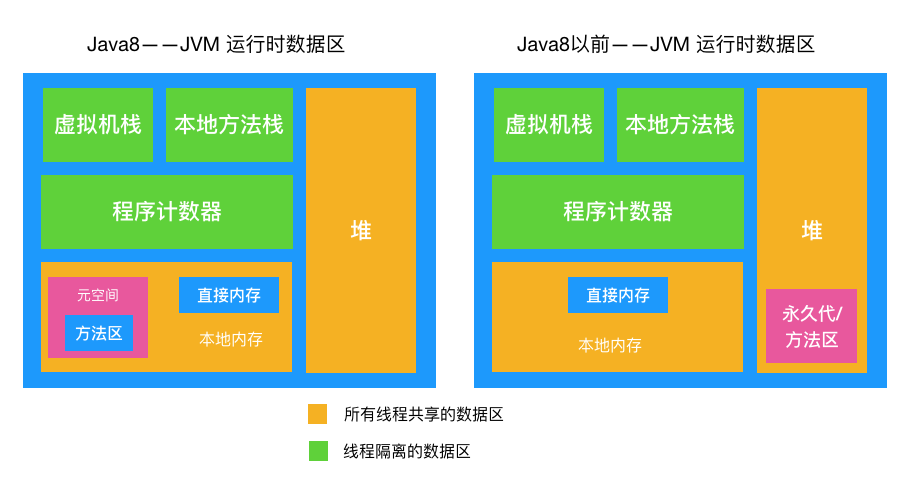 Java8——JVM 运行时数据区
虚拟机栈
本地方法栈
程序计数器
堆
元空间
方法区
直接内存
本地内存
Java8以前——JVM 运行时数据区
虚拟机栈
本地方法栈
程序计数器
堆
直接内存
本地内存
永久代/
方法区
所有线程共享的数据区
线程隔离的数据区